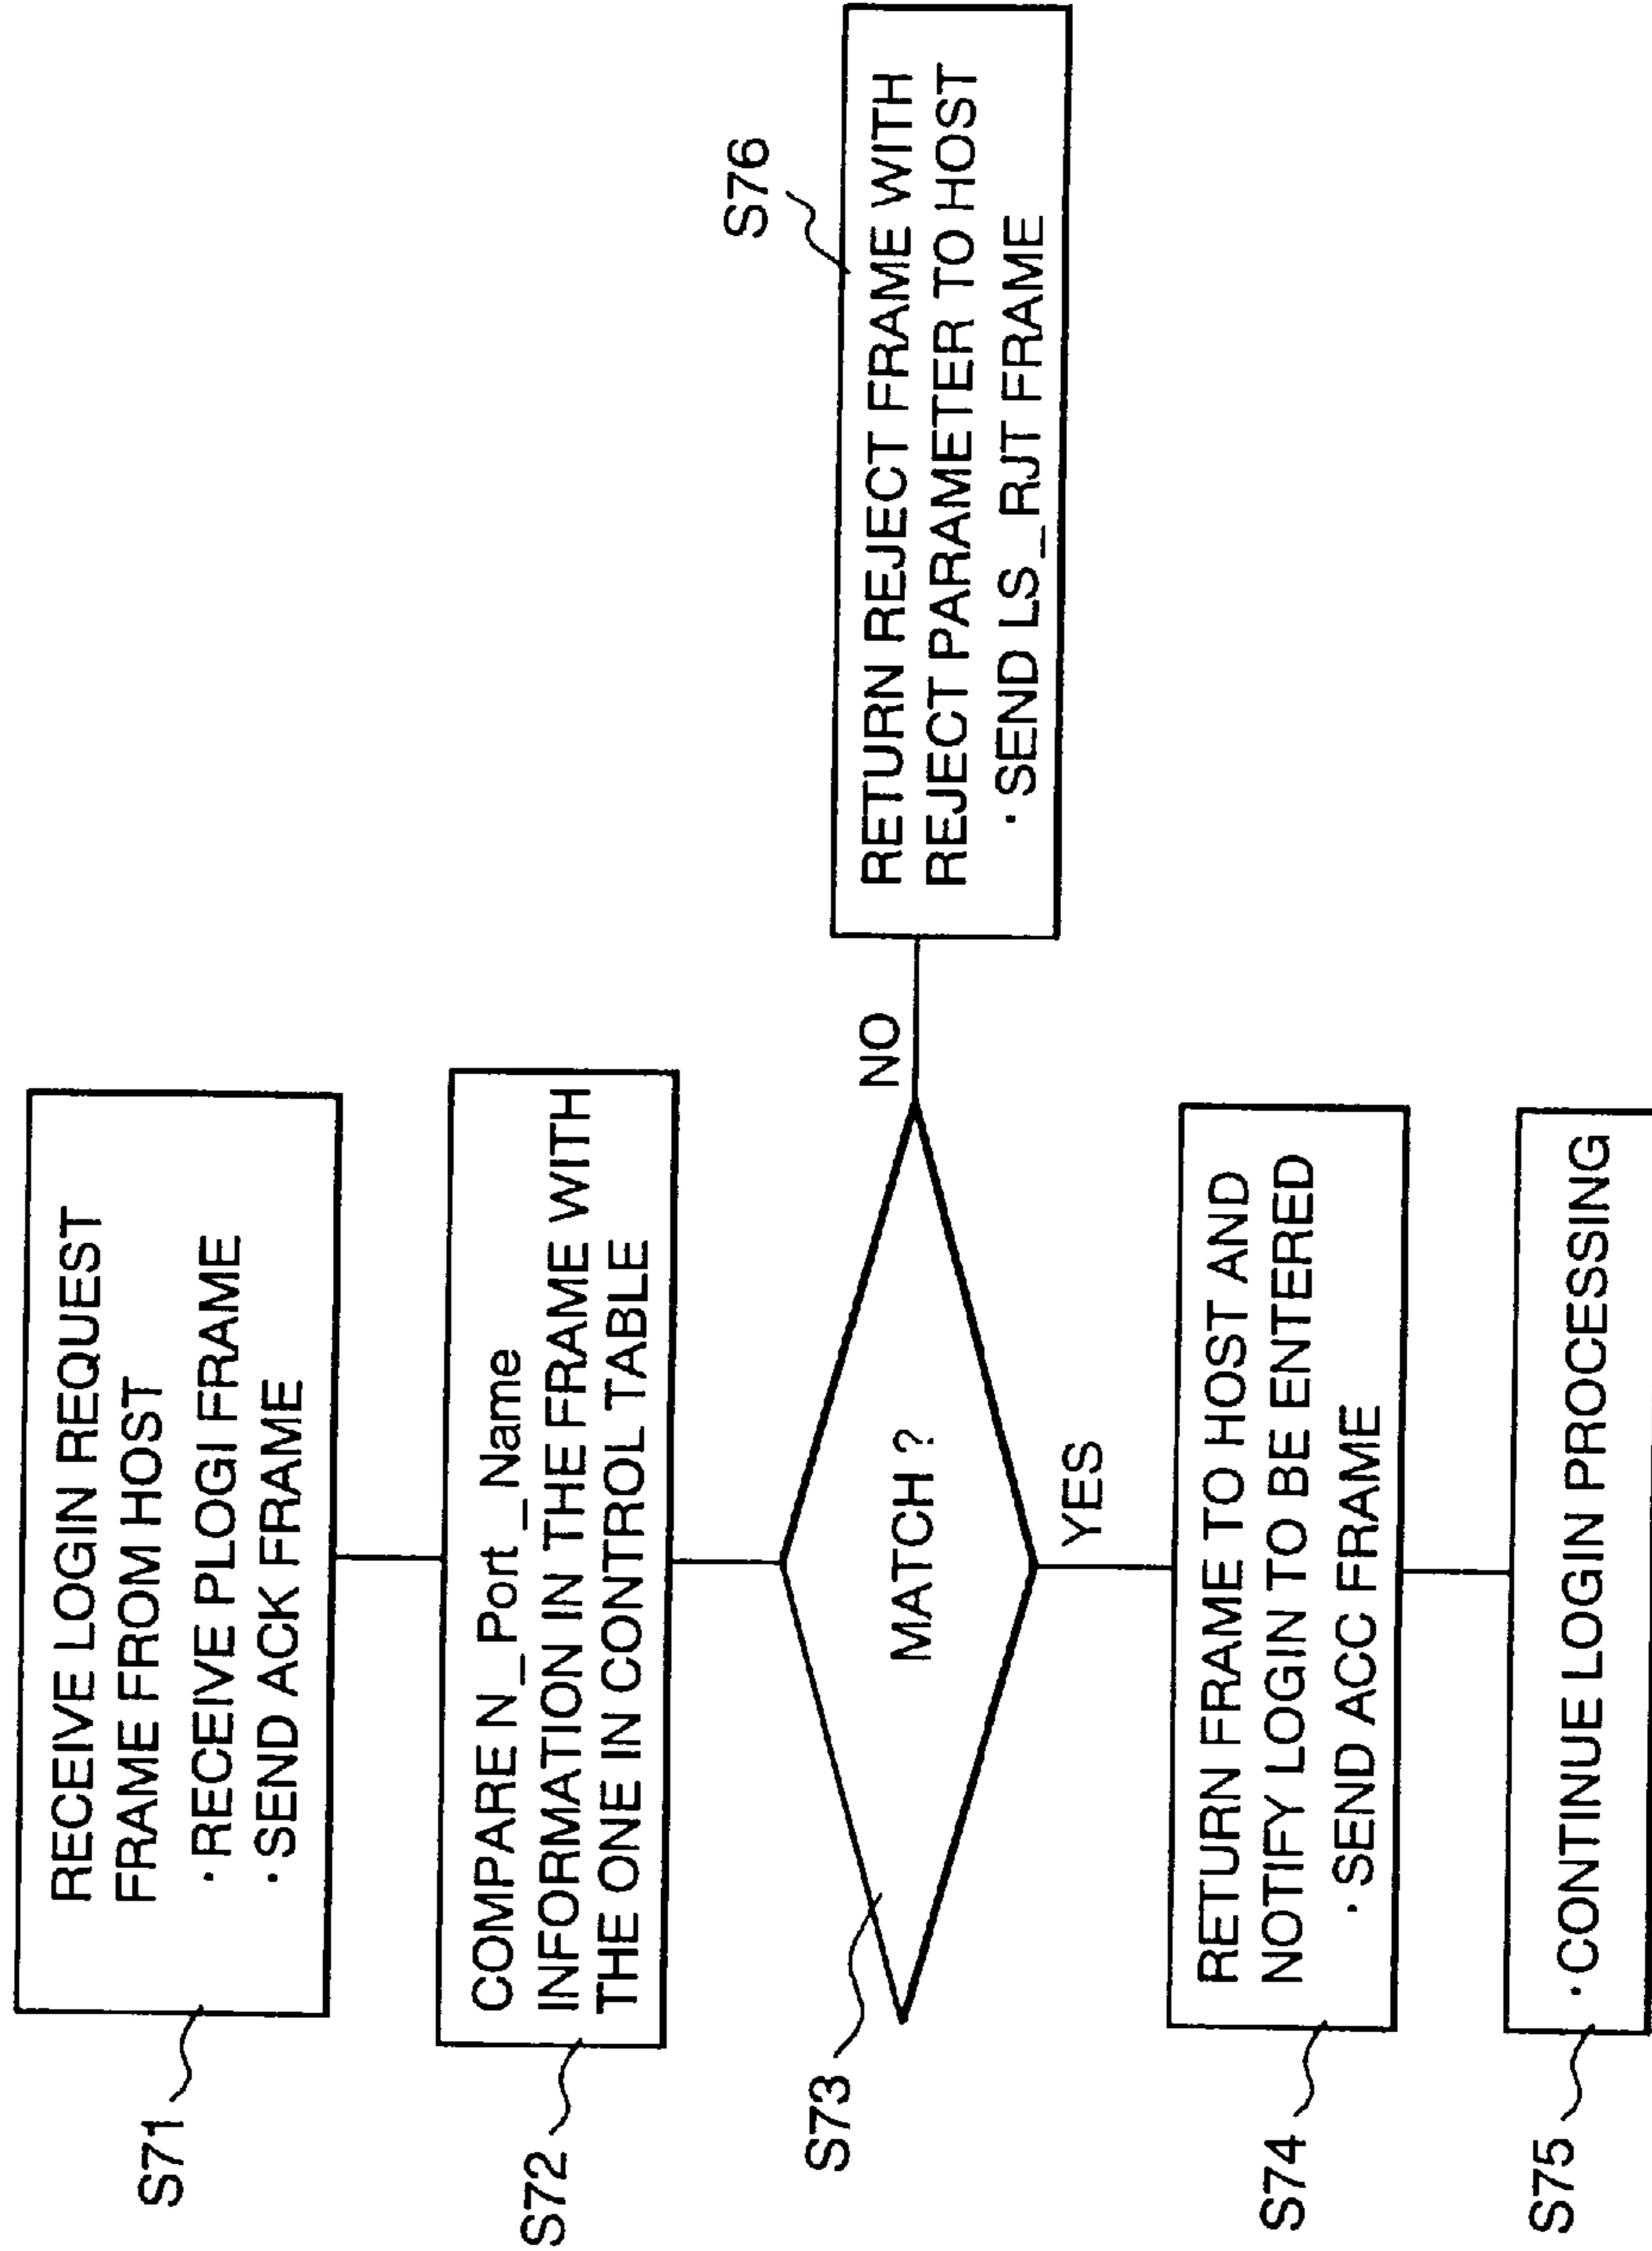 S71
RECEIVE LOGIN REQUEST
FRAME FROM HOST
· RECEIVE PLOGI FRAME
· SEND ACK FRAME
S72
COMPARE N_Port_Name
INFORMATION IN THE FRAME WITH
THE ONE IN CONTROL TABLE
S73
MATCH ?
NO
S76
RETURN REJECT FRAME WITH
REJECT PARAMETER TO HOST
· SEND LS_RJT FRAME
YES
S74
RETURN FRAME TO HOST AND
NOTIFY LOGIN TO BE ENTERED
· SEND ACC FRAME
S75
· CONTINUE LOGIN PROCESSING